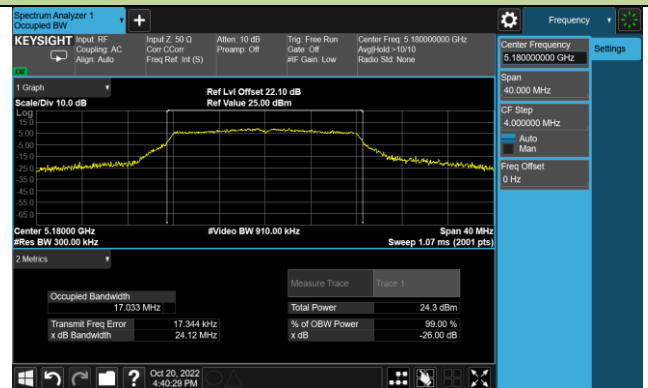 Spectrum Analyzer 1
Occupied BW
+
Frequency
KEYSIGHT
Input: RF
Coupling: AC
Align: Auto
Input Z: 50 Ω
Corr CCorr
Freq Ref: Int (S)
Atten: 10 dB
Preamp: Off
Trig: Free Run
Gate: Off
#IF Gain: Low
Center Freq: 5.180000000 GHz
Avg|Hold:>10/10
Radio Std: None
Center Frequency
5.180000000 GHz
Settings
Span
40.000 MHz
CF Step
4.000000 MHz
Auto
Man
Freq Offset
0 Hz
1 Graph
Scale/Div 10.0 dB
Ref Lvl Offset 22.10 dB
Ref Value 25.00 dBm
Log
15.0
5.00
-5.00
-15.0
-25.0
-35.0
-45.0
-55.0
-65.0
Center 5.18000 GHz
#Video BW 910.00 kHz
Span 40 MHz
#Res BW 300.00 kHz
Sweep 1.07 ms (2001 pts)
2 Metrics
Measure Trace
Trace 1
Occupied Bandwidth
17.033 MHz
Total Power
24.3 dBm
Transmit Freq Error
17.344 kHz
% of OBW Power
99.00 %
x dB Bandwidth
24.12 MHz
x dB
-26.00 dB
?
Oct 20, 2022
4:40:29 PM